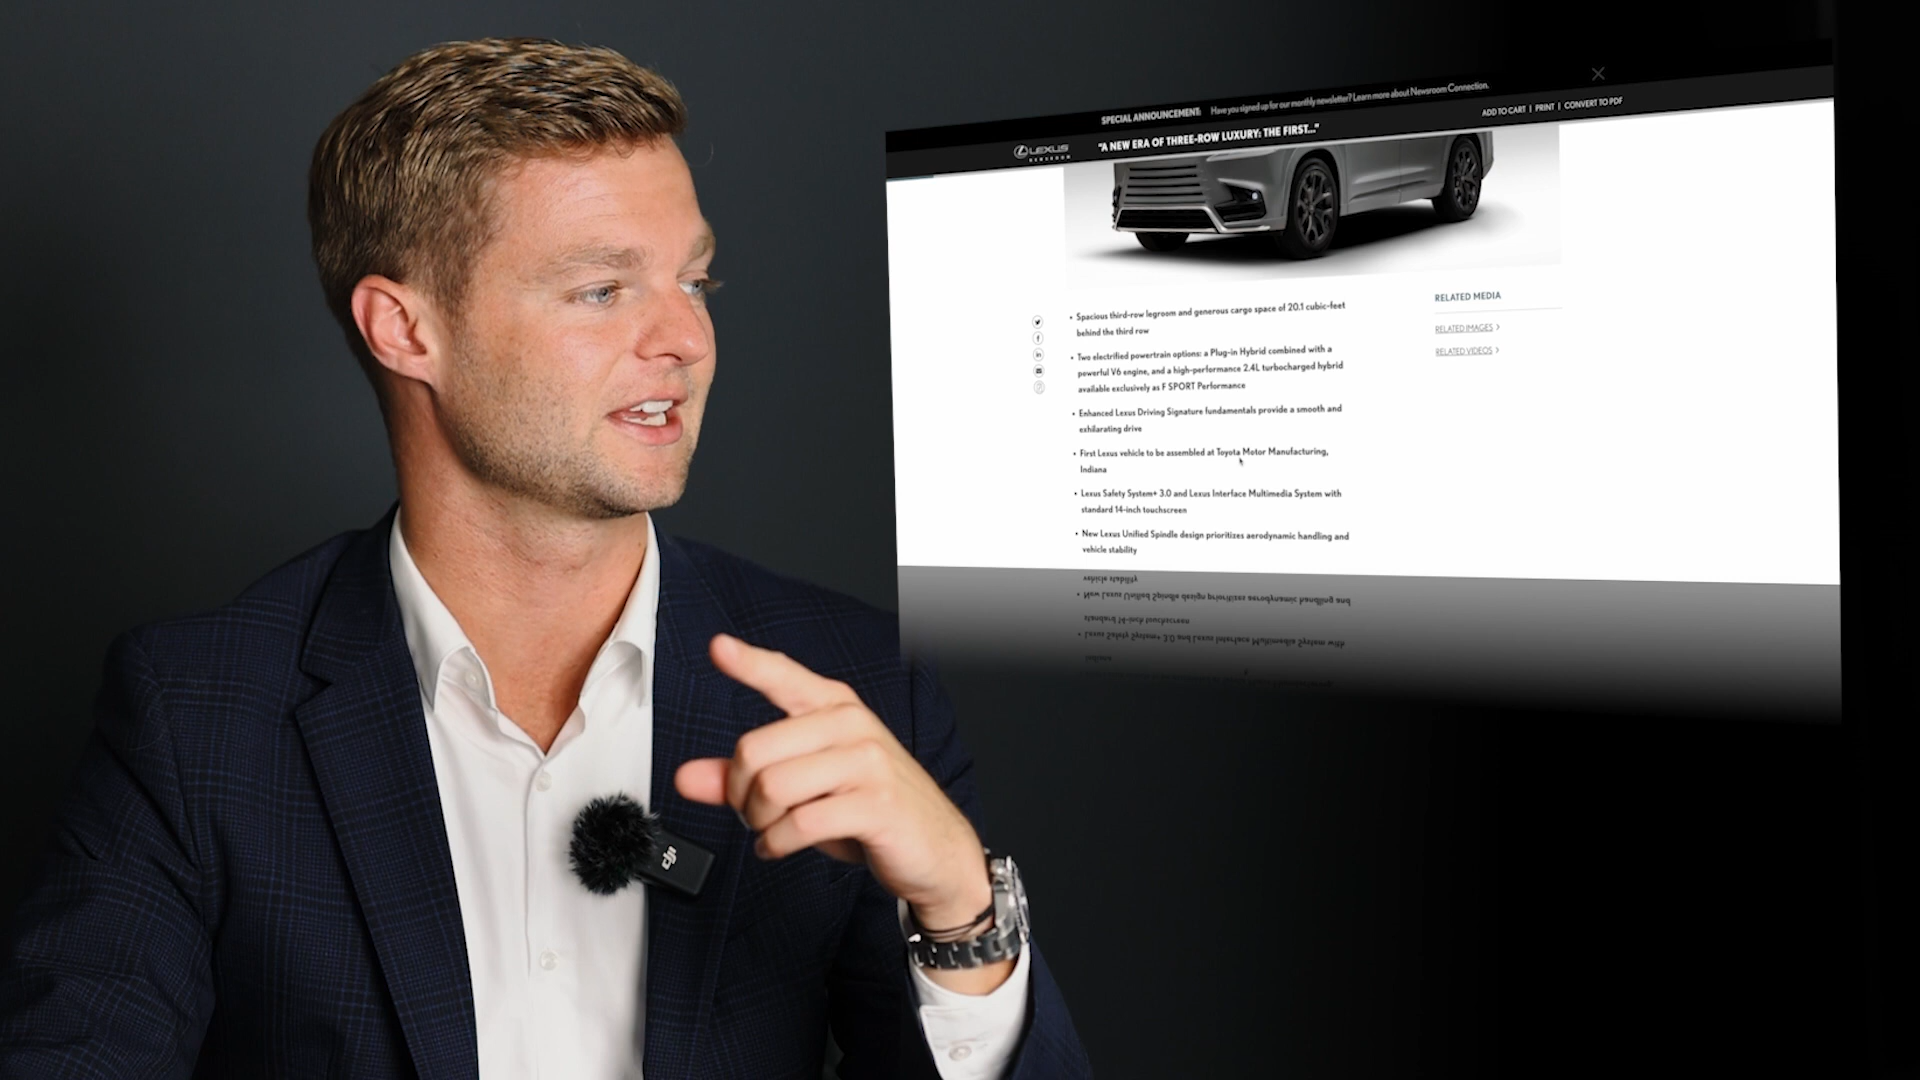 SPECIAL ANNOUNCEMENT: Have you signed up for our monthly newsletter? Learn more about Newsroom Connection.
LEXUS
NEWSROOM
"A NEW ERA OF THREE-ROW LUXURY: THE FIRST..."
ADD TO CART | PRINT | CONVERT TO PDF
• Spacious third-row legroom and generous cargo space of 20.1 cubic-feet
behind the third row
• Two electrified powertrain options: a Plug-in Hybrid combined with a
powerful V6 engine, and a high-performance 2.4L turbocharged hybrid
available exclusively as F SPORT Performance
• Enhanced Lexus Driving Signature fundamentals provide a smooth and
exhilarating drive
• First Lexus vehicle to be assembled at Toyota Motor Manufacturing,
Indiana
• Lexus Safety System+ 3.0 and Lexus Interface Multimedia System with
standard 14-inch touchscreen
• New Lexus Unified Spindle design prioritizes aerodynamic handling and
vehicle stability
RELATED MEDIA
RELATED IMAGES >
RELATED VIDEOS >
dji